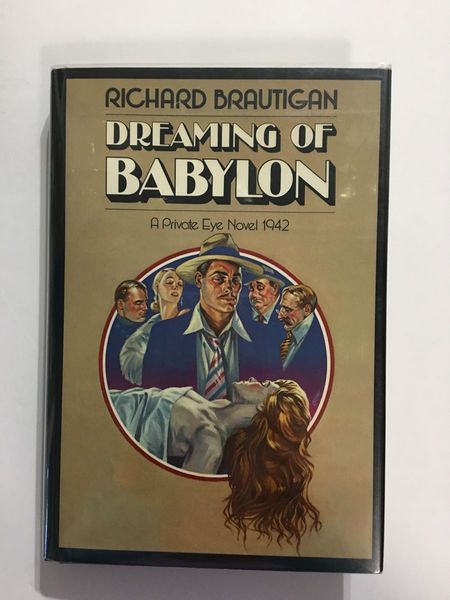 RICHARD BRAUTIGAN
DREAMING OF
BABYLON
A Private Eye Novel 1942